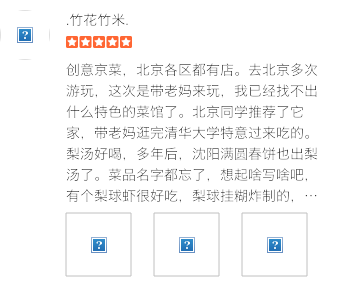 .竹花竹米.
创意京菜，北京各区都有店。去北京多次
游玩，这次是带老妈来玩，我已经找不出
什么特色的菜馆了。北京同学推荐了它
家，带老妈逛完清华大学特意过来吃的。
梨汤好喝，多年后，沈阳满圆春饼也出梨
汤了。菜品名字都忘了，想起啥写啥吧，
有个梨球虾很好吃，梨球挂糊炸制的，…